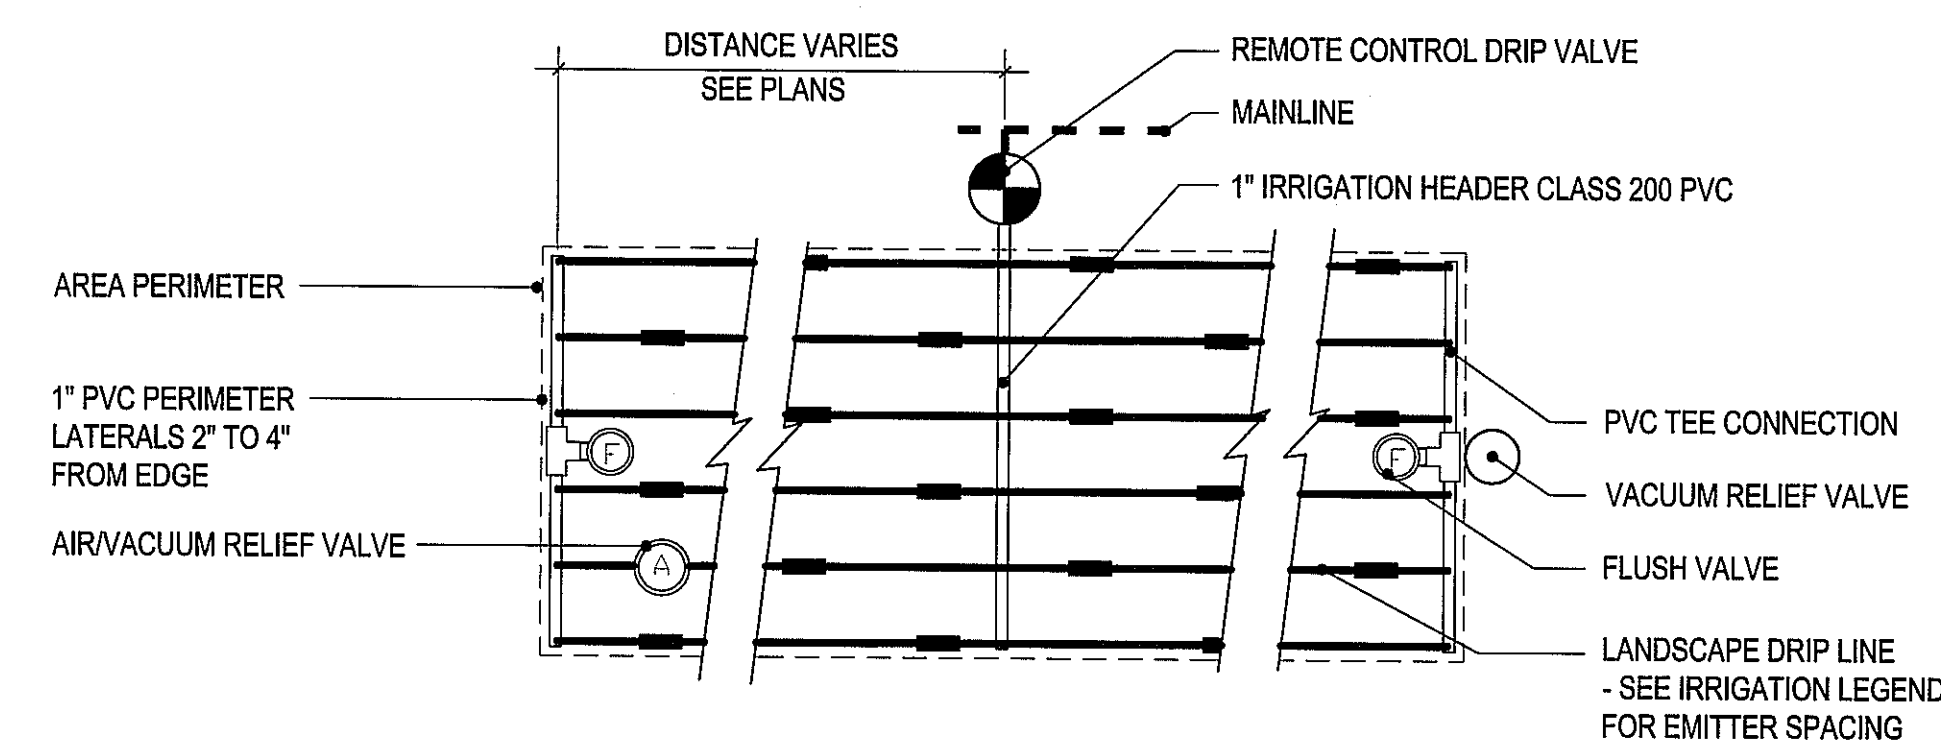 DISTANCE VARIES
SEE PLANS
REMOTE CONTROL DRIP VALVE
MAINLINE
1" IRRIGATION HEADER CLASS 200 PVC
AREA PERIMETER
1" PVC PERIMETER
LATERALS 2" TO 4"
FROM EDGE
AIR/VACUUM RELIEF VALVE
F
A
F
PVC TEE CONNECTION
VACUUM RELIEF VALVE
FLUSH VALVE
LANDSCAPE DRIP LINE
- SEE IRRIGATION LEGEND
FOR EMITTER SPACING